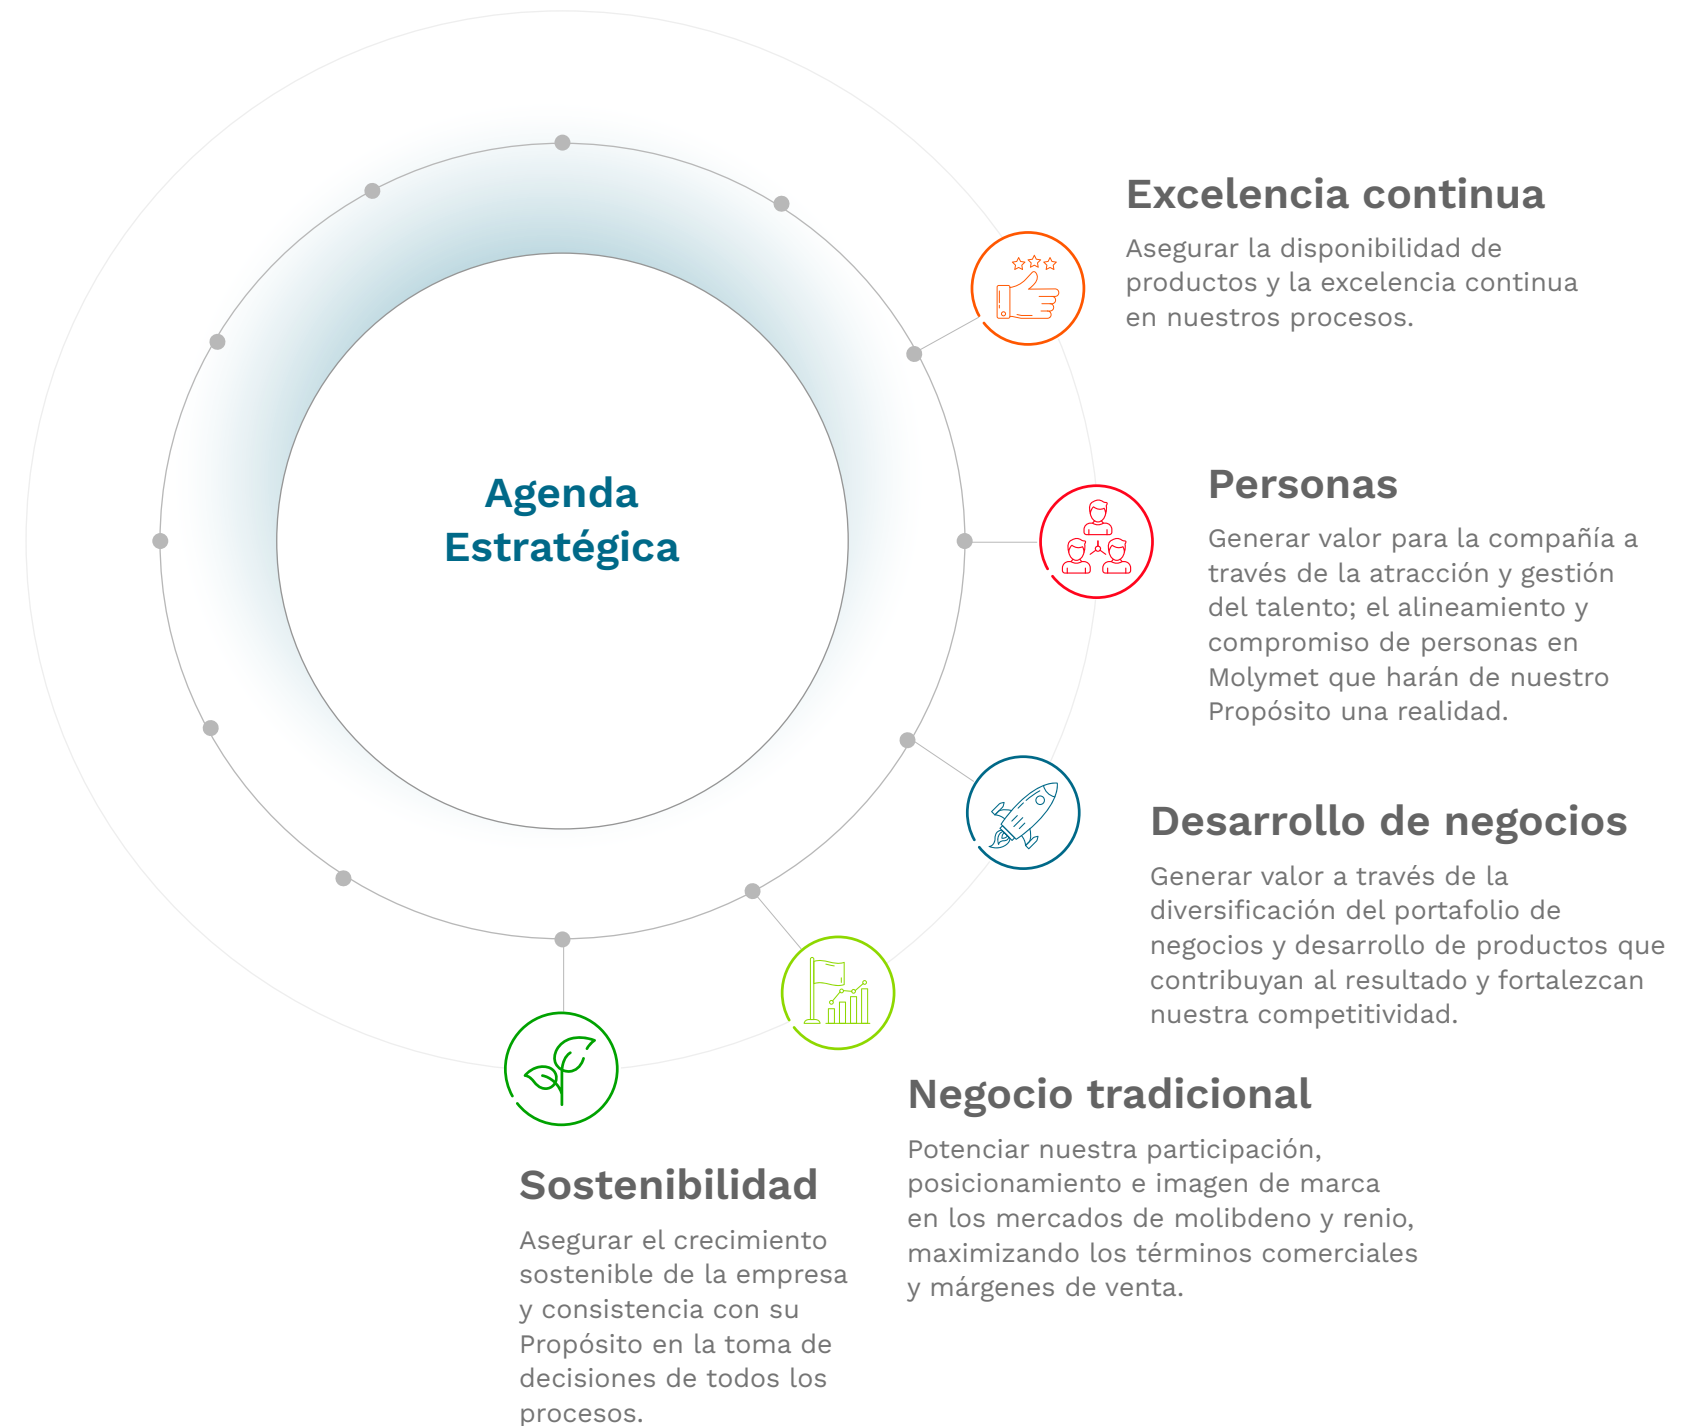 Agenda
Estratégica
Excelencia continua
Asegurar la disponibilidad de
productos y la excelencia continua
en nuestros procesos.
Personas
Generar valor para la compañía a
través de la atracción y gestión
del talento; el alineamiento y
compromiso de personas en
Molymet que harán de nuestro
Propósito una realidad.
Desarrollo de negocios
Generar valor a través de la
diversificación del portafolio de
negocios y desarrollo de productos que
contribuyan al resultado y fortalezcan
nuestra competitividad.
Negocio tradicional
Potenciar nuestra participación,
posicionamiento e imagen de marca
en los mercados de molibdeno y renio,
maximizando los términos comerciales
y márgenes de venta.
Sostenibilidad
Asegurar el crecimiento
sostenible de la empresa
y consistencia con su
Propósito en la toma de
decisiones de todos los
procesos.